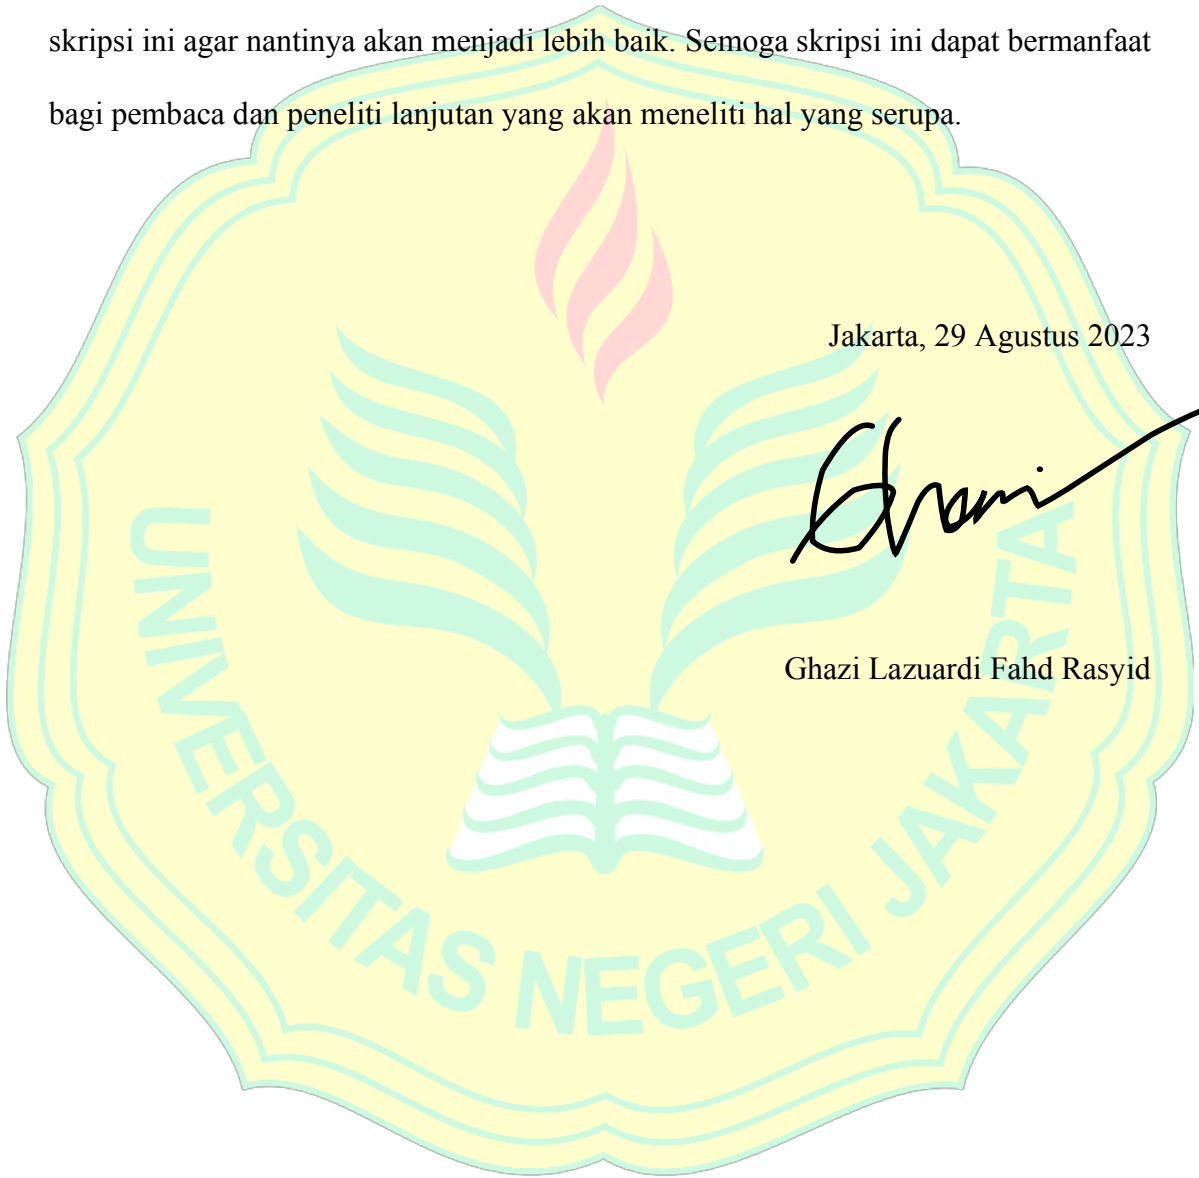 skripsi ini agar nantinya akan menjadi lebih baik. Semoga skripsi ini dapat bermanfaat
bagi pembaca dan peneliti lanjutan yang akan meneliti hal yang serupa.
Jakarta, 29 Agustus 2023
Ghazi Lazuardi Fahd Rasyid
UNIVERSITAS NEGERI JAKARTA